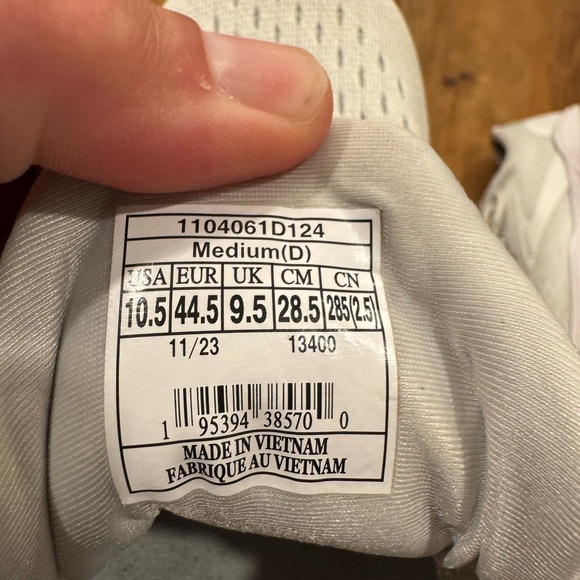 1104061D124
Medium(D)
USA EUR UK CM CN
10.5 44.5 9.5 28.5 285(2.5)
11/23 13400
1 95394 38570 0
MADE IN VIETNAM
FABRIQUE AU VIETNAM